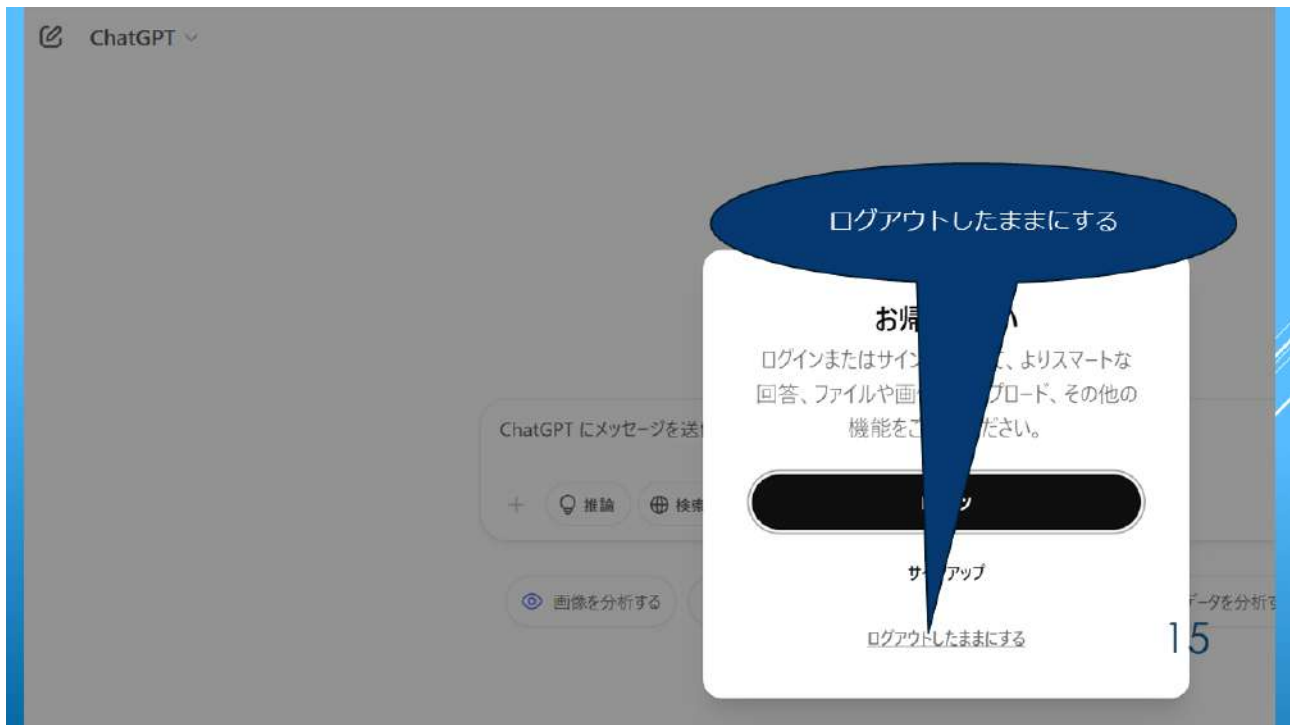 ChatGPT
ログアウトしたままにする
お帰 い
ログインまたはサイン 、よりスマートな
回答、ファイルや画 プロード、その他の
機能をご ださい。
ChatGPT にメッセージを送
+ 推論 検索
サ アップ
画像を分析する
データを分析す
ログアウトしたままにする
15